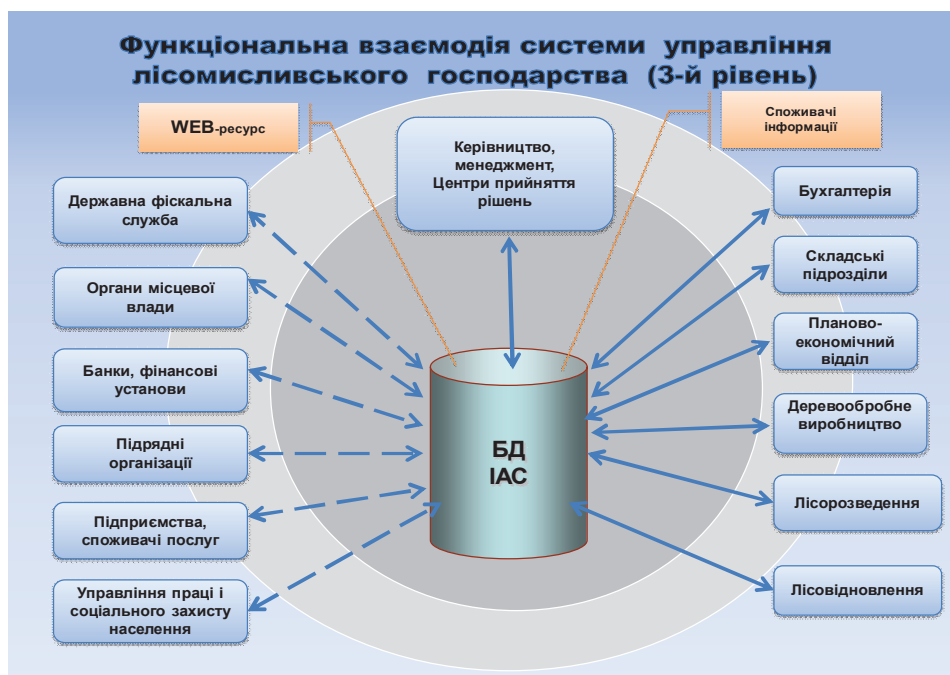 Функціональна взаємодія системи управління
лісомисливського господарства (3-й рівень)
WEB-ресурс
Споживачі
інформації
Керівництво,
менеджмент,
Центри прийняття
рішень
Державна фіскальна
служба
Органи місцевої
влади
Банки, фінансові
установи
Підрядні
організації
Підприємства,
споживачі послуг
Управління праці і
соціального захисту
населення
БД
ІАС
Бухгалтерія
Складські
підрозділи
Планово-
економічний
відділ
Деревообробне
виробництво
Лісорозведення
Лісовідновлення